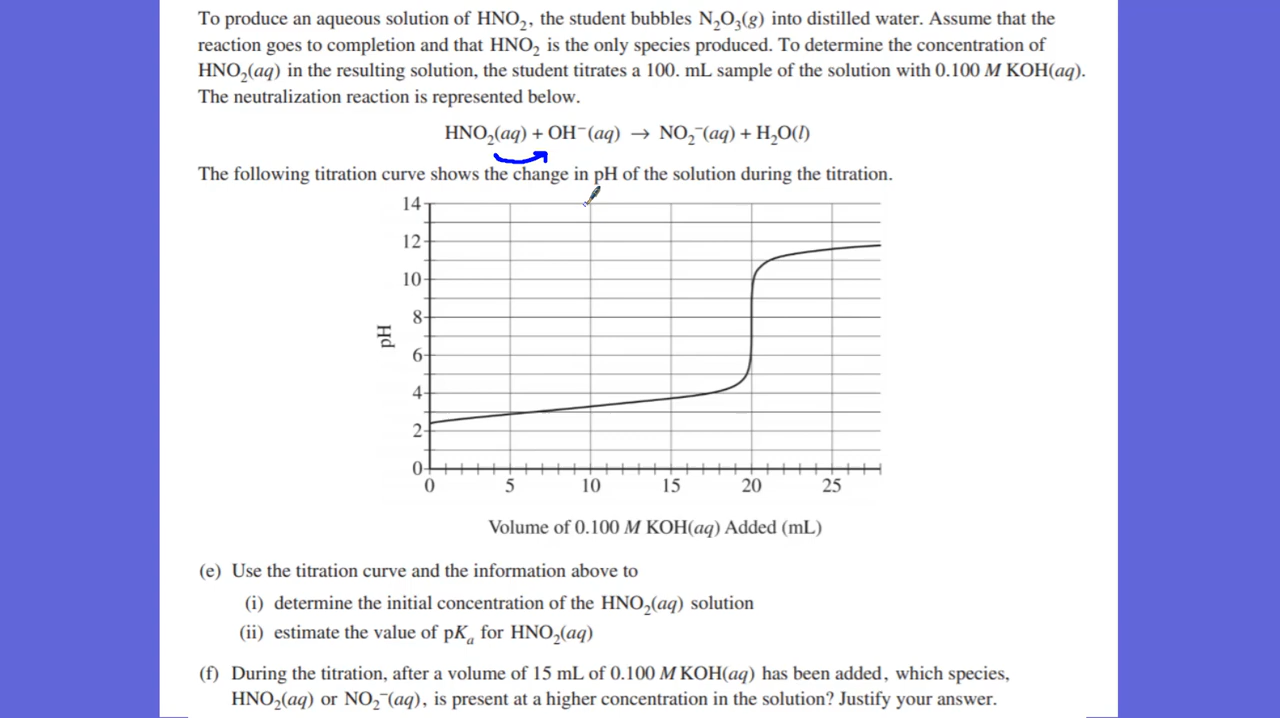 To produce an aqueous solution of HNO₂, the student bubbles N₂O₃(g) into distilled water. Assume that the
reaction goes to completion and that HNO₂ is the only species produced. To determine the concentration of
HNO₂(aq) in the resulting solution, the student titrates a 100. mL sample of the solution with 0.100 M KOH(aq).
The neutralization reaction is represented below.
HNO₂(aq) + OH⁻(aq) → NO₂⁻(aq) + H₂O(l)
The following titration curve shows the change in pH of the solution during the titration.
14
12
10
8
6
4
2
0
pH
0 5 10 15 20 25
Volume of 0.100 M KOH(aq) Added (mL)
(e) Use the titration curve and the information above to
(i) determine the initial concentration of the HNO₂(aq) solution
(ii) estimate the value of pKₐ for HNO₂(aq)
(f) During the titration, after a volume of 15 mL of 0.100 M KOH(aq) has been added, which species,
HNO₂(aq) or NO₂⁻(aq), is present at a higher concentration in the solution? Justify your answer.